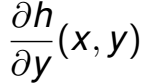 ∂h/∂y (x, y)